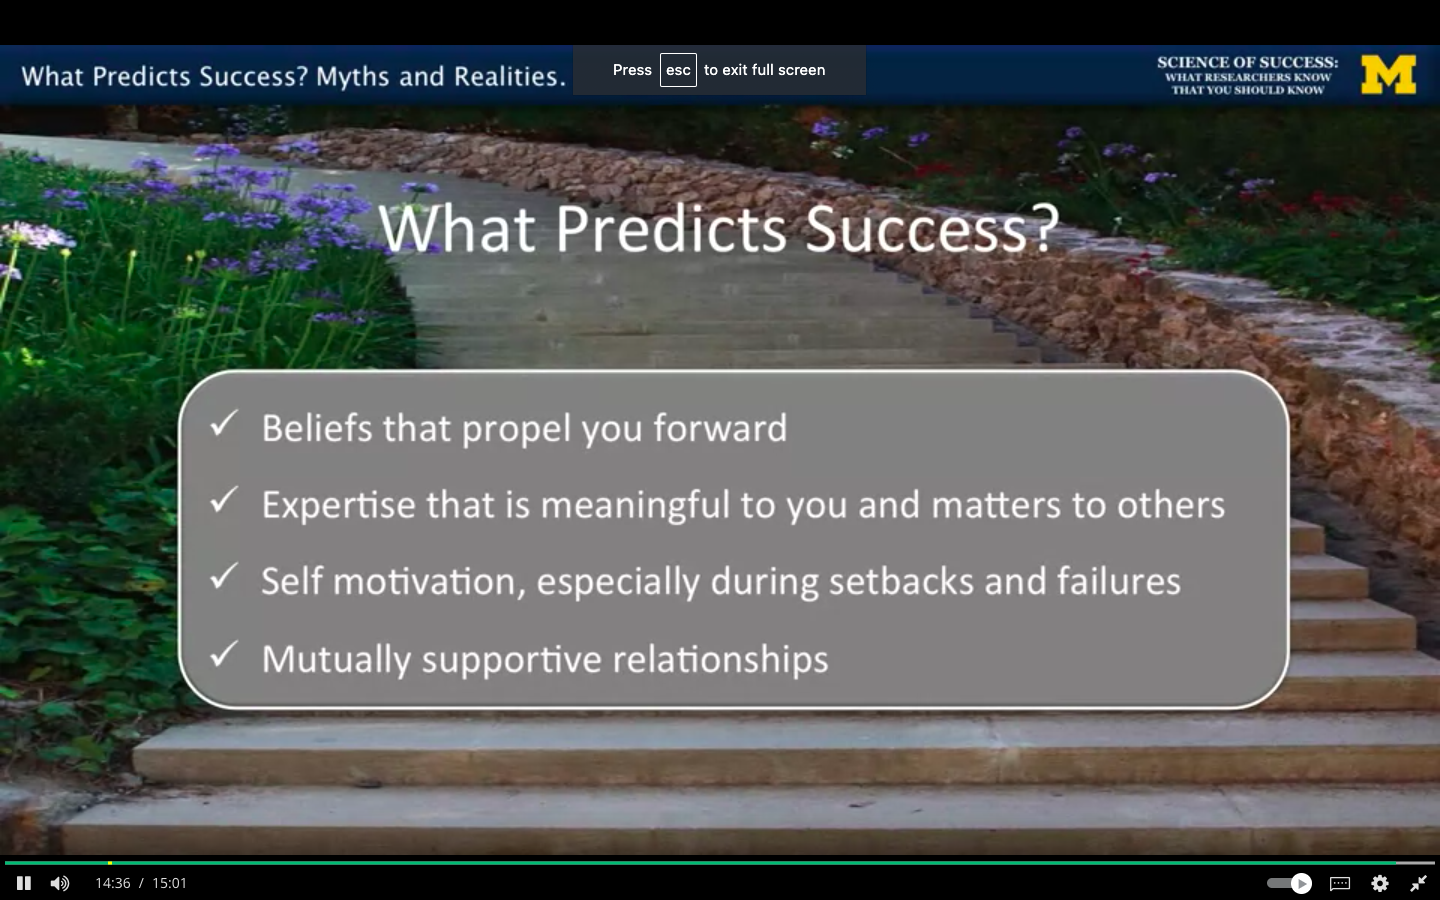 What Predicts Success? Myths and Realities.
Press esc to exit full screen
SCIENCE OF SUCCESS:
WHAT RESEARCHERS KNOW
THAT YOU SHOULD KNOW
M
What Predicts Success?
✓ Beliefs that propel you forward
✓ Expertise that is meaningful to you and matters to others
✓ Self motivation, especially during setbacks and failures
✓ Mutually supportive relationships
14:36 / 15:01